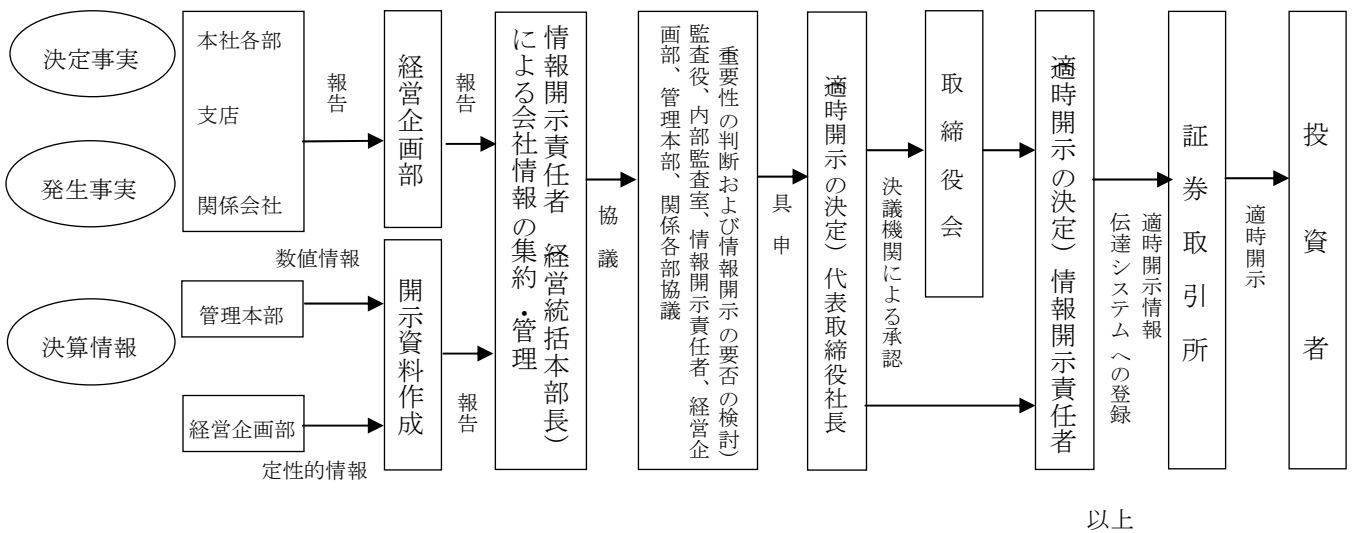 決定事実
発生事実
決算情報
本社各部
支店
関係会社
報告
経営企画部
報告
数値情報
管理本部
経営企画部
定性的情報
開示資料作成
報告
情報開示責任者（経営統括本部長）
による会社情報の集約・管理
協議
（重要性の判断および情報開示の要否の検討）
監査役、内部監査室、情報開示責任者、経営企
画部、管理本部、関係各部協議
具申
（適時開示の決定）代表取締役社長
決議機関による承認
取締役会
（適時開示の決定）情報開示責任者
適時開示情報
伝達システムへの登録
証券取引所
適時開示
投資者
以上